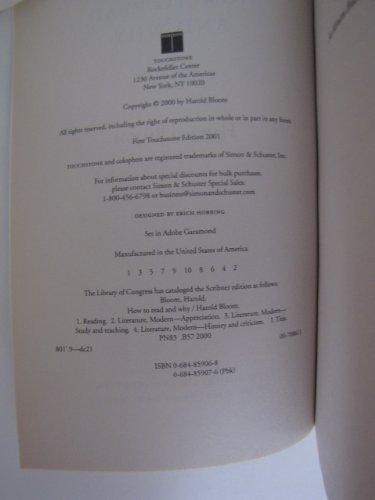 TOUCHSTONE
Rockefeller Center
1230 Avenue of the Americas
New York, NY 10020
Copyright © 2000 by Harold Bloom
All rights reserved, including the right of reproduction in whole or in part in any form.
First Touchstone Edition 2001
TOUCHSTONE and colophon are registered trademarks of Simon & Schuster, Inc.
For information about special discounts for bulk purchases,
please contact Simon & Schuster Special Sales:
1-800-456-6798 or business@simonandschuster.com
DESIGNED BY ERICH HOBBING
Set in Adobe Garamond
Manufactured in the United States of America
1 3 5 7 9 10 8 6 4 2
The Library of Congress has cataloged the Scribner edition as follows:
Bloom, Harold.
How to read and why / Harold Bloom.
1. Reading. 2. Literature, Modern—Appreciation. 3. Literature, Modern—
Study and teaching. 4. Literature, Modern—History and criticism. I. Title.
PN83 .B57 2000
801'.9—dc21
ISBN 0-684-85906-8
0-684-85907-6 (Pbk)